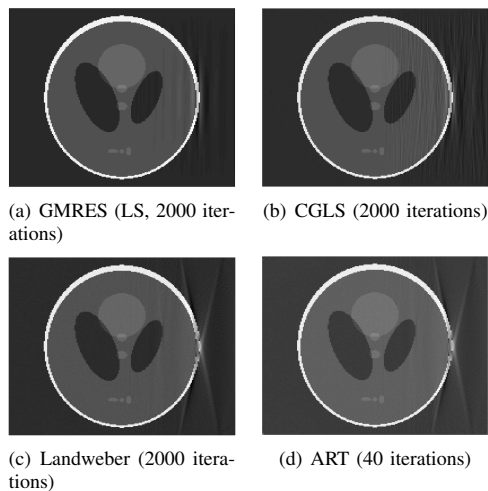 (a) GMRES (LS, 2000 iter-
ations)
(b) CGLS (2000 iterations)
(c) Landweber (2000 itera-
tions)
(d) ART (40 iterations)